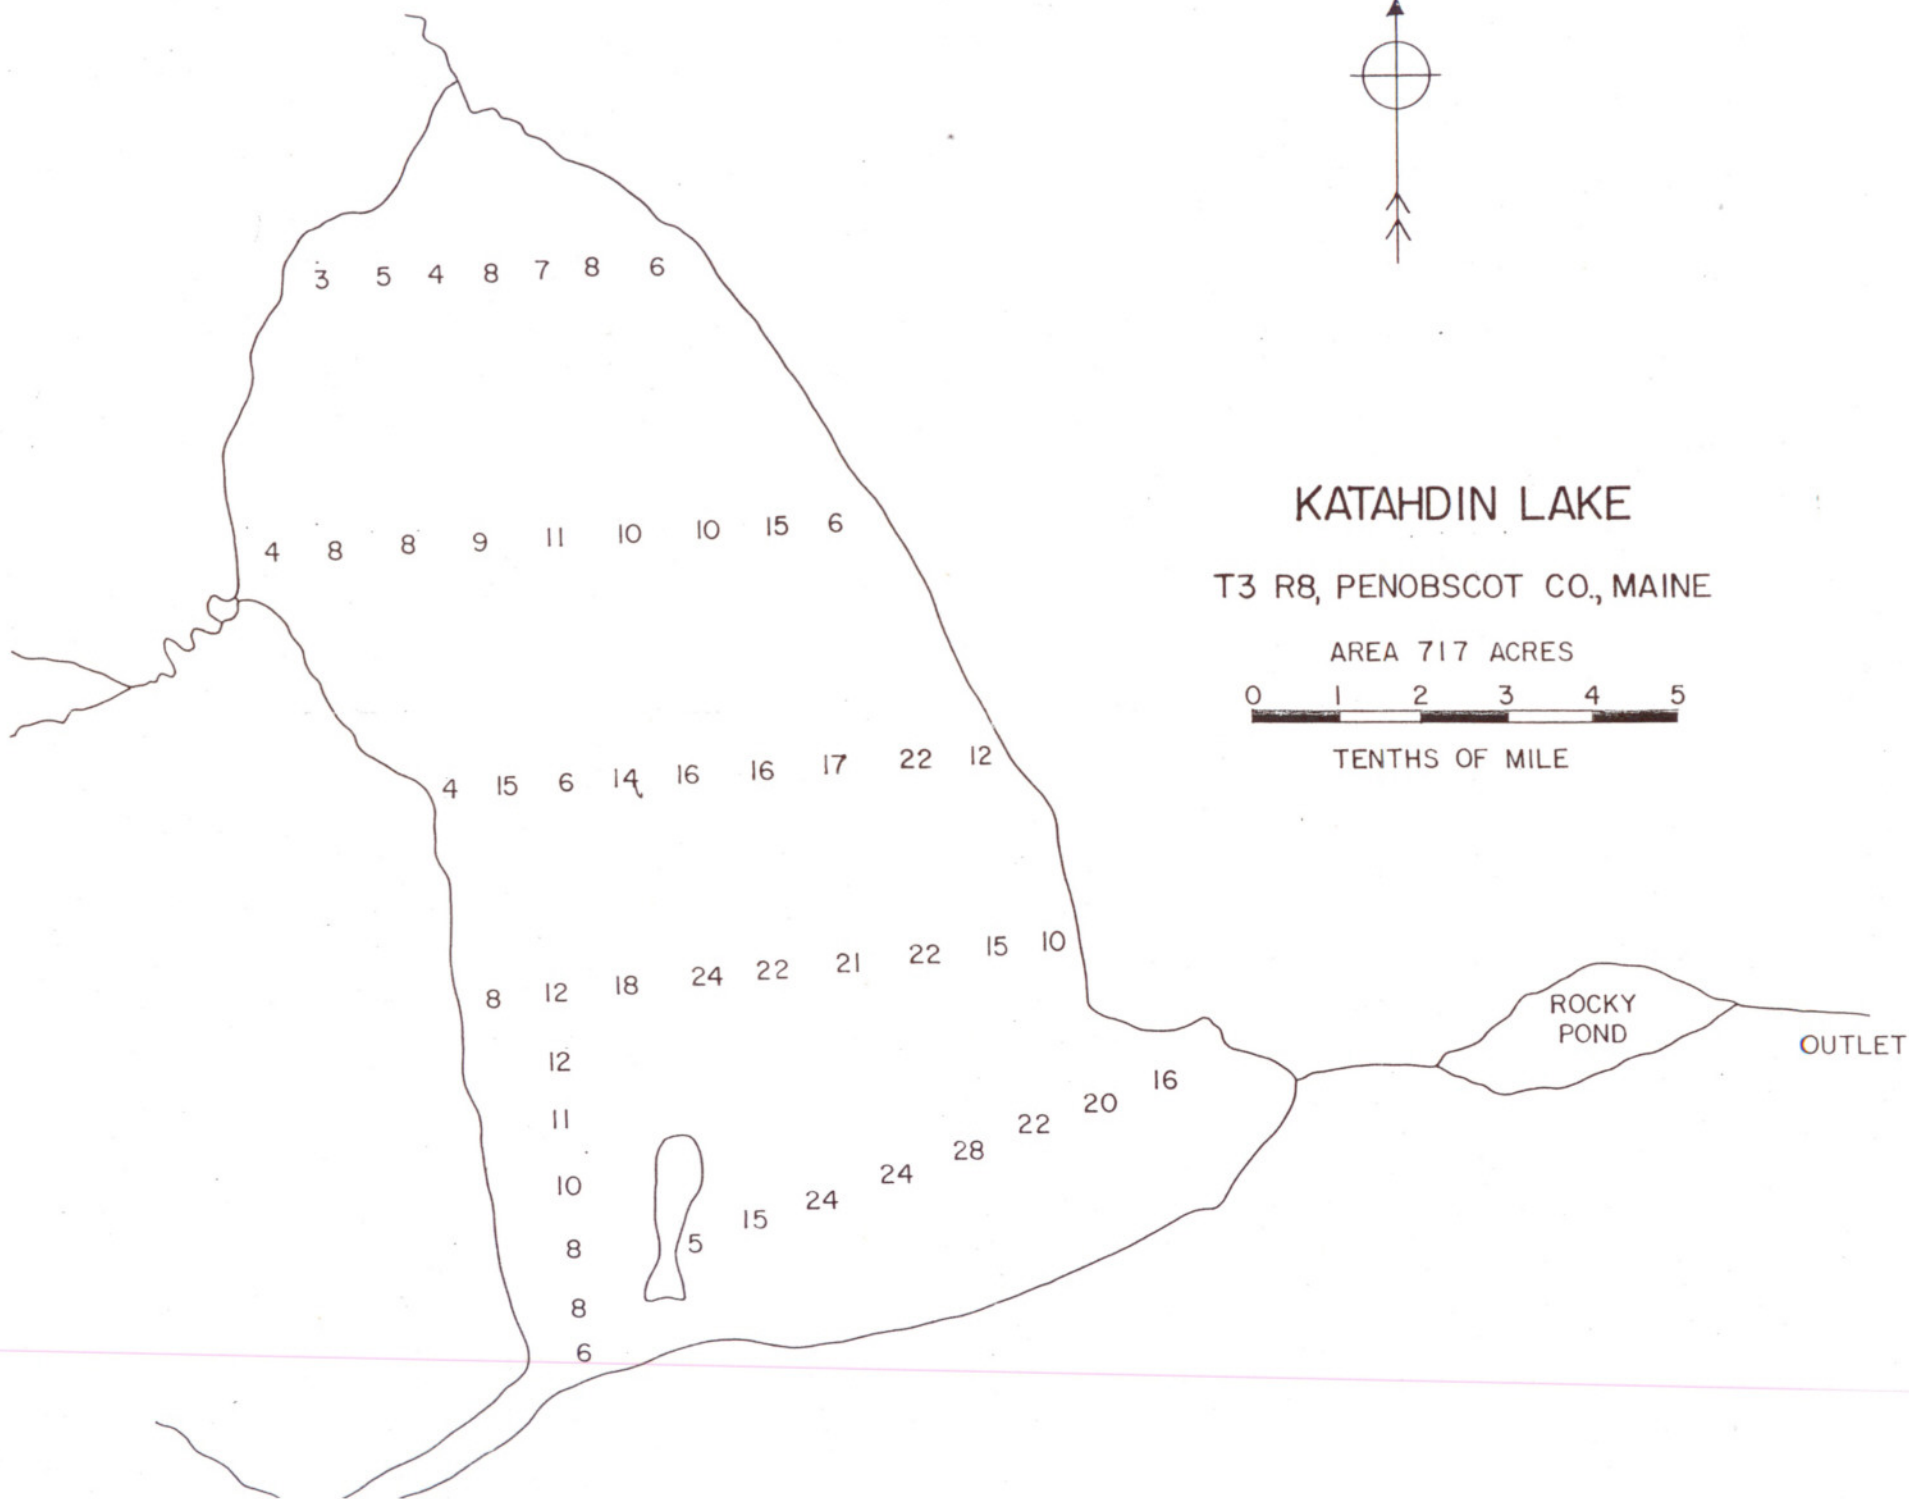 3 5 4 8 7 8 6
4 8 8 9 11 10 10 15 6
KATAHDIN LAKE
T3 R8, PENOBSCOT CO., MAINE
AREA 717 ACRES
0 1 2 3 4 5
TENTHS OF MILE
4 15 6 14 16 16 17 22 12
8 12 18 24 22 21 22 15 10
12
11
10
8
8
6
5 15 24 24 28 22 20 16
ROCKY
POND
OUTLET